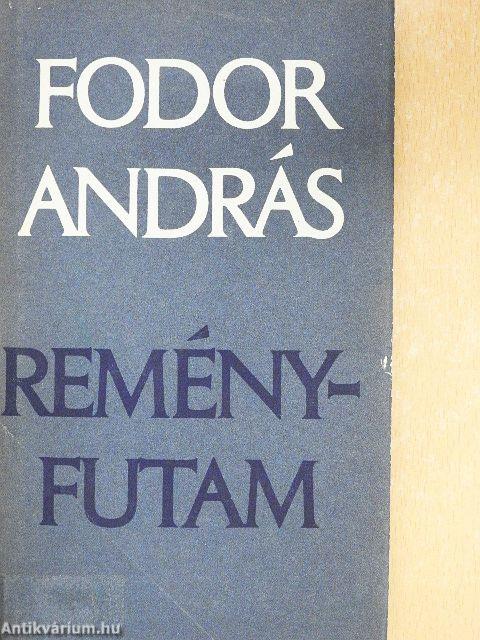 FODOR
ANDRÁS
REMÉNY-
FUTAM
Antikvárium.hu